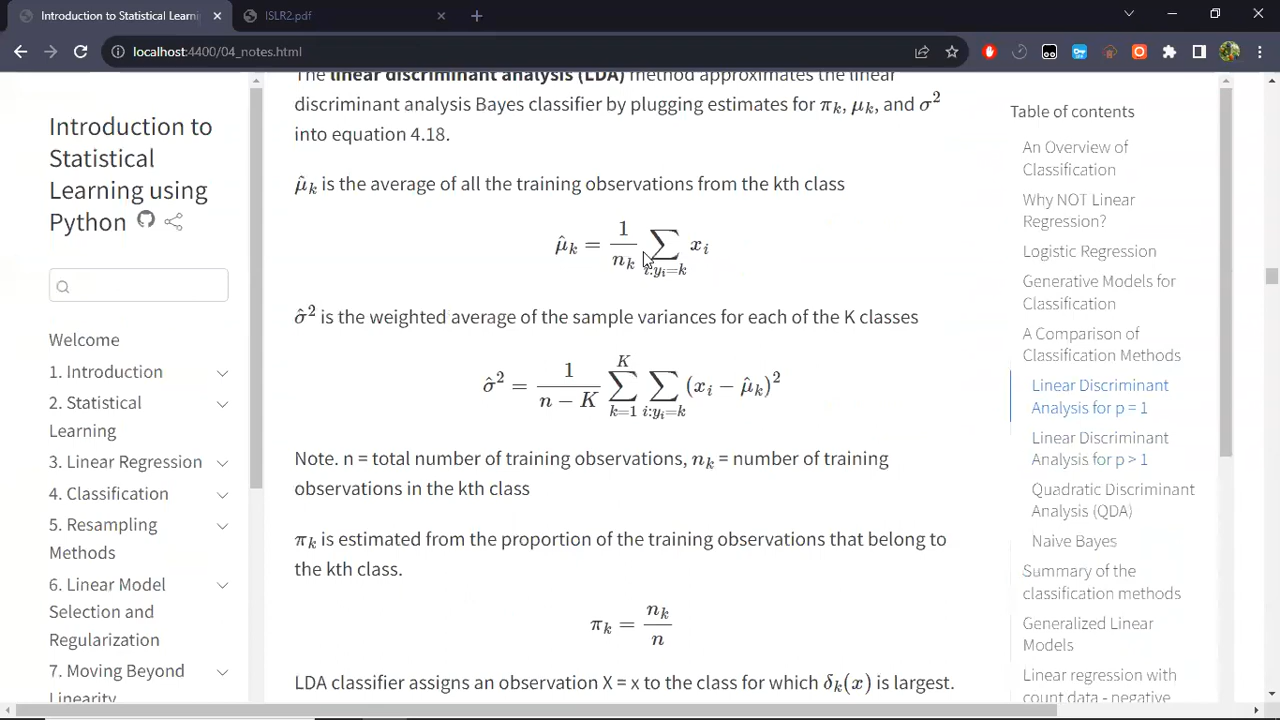 Introduction to Statistical Learni
ISLR2.pdf
localhost:4400/04_notes.html
Introduction to
Statistical
Learning using
Python
Welcome
1. Introduction
2. Statistical
Learning
3. Linear Regression
4. Classification
5. Resampling
Methods
6. Linear Model
Selection and
Regularization
7. Moving Beyond
Linearity
The linear discriminant analysis (LDA) method approximates the linear
discriminant analysis Bayes classifier by plugging estimates for πₖ, μₖ, and σ²
into equation 4.18.
μ̂ₖ is the average of all the training observations from the kth class
μ̂ₖ = 1/nₖ ∑_{i:yᵢ=k} xᵢ
σ̂² is the weighted average of the sample variances for each of the K classes
σ̂² = 1/(n − K) ∑_{k=1}^{K} ∑_{i:yᵢ=k} (xᵢ − μ̂ₖ)²
Note. n = total number of training observations, nₖ = number of training
observations in the kth class
πₖ is estimated from the proportion of the training observations that belong to
the kth class.
πₖ = nₖ/n
LDA classifier assigns an observation X = x to the class for which δₖ(x) is largest.
Table of contents
An Overview of
Classification
Why NOT Linear
Regression?
Logistic Regression
Generative Models for
Classification
A Comparison of
Classification Methods
Linear Discriminant
Analysis for p = 1
Linear Discriminant
Analysis for p > 1
Quadratic Discriminant
Analysis (QDA)
Naive Bayes
Summary of the
classification methods
Generalized Linear
Models
Linear regression with
count data - negative